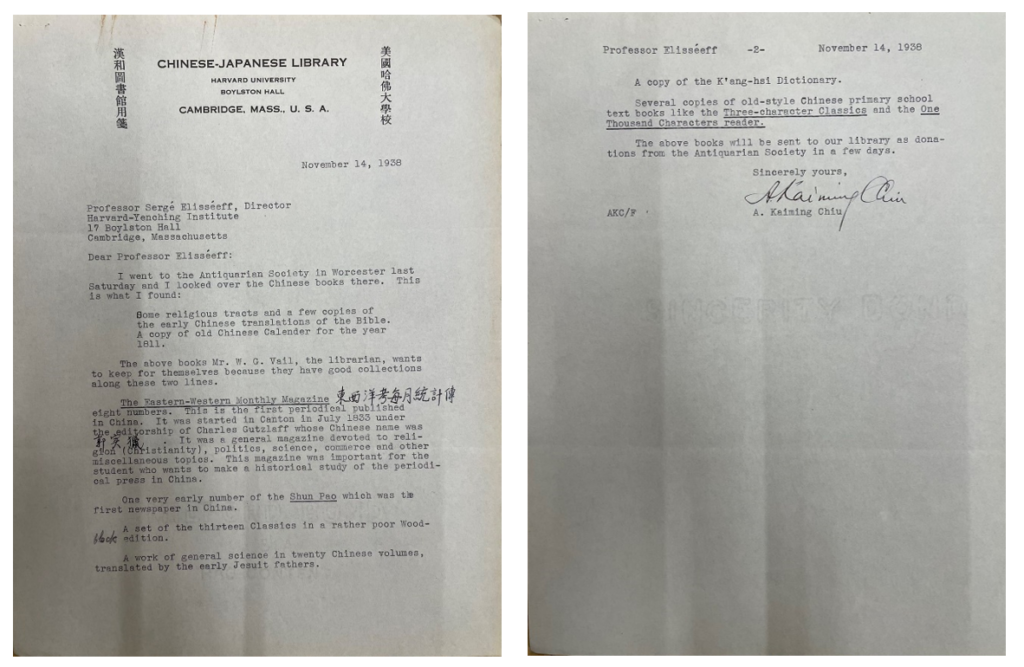 漢和圖書館用箋
CHINESE-JAPANESE LIBRARY
HARVARD UNIVERSITY
BOYLSTON HALL
CAMBRIDGE, MASS., U. S. A.
美國哈佛大學校
November 14, 1938
Professor Sergé Elisséeff, Director
Harvard-Yenching Institute
17 Boylston Hall
Cambridge, Massachusetts
Dear Professor Elisséeff:
I went to the Antiquarian Society in Worcester last
Saturday and I looked over the Chinese books there. This
is what I found:
Some religious tracts and a few copies of
the early Chinese translations of the Bible.
A copy of old Chinese Calender for the year
1811.
The above books Mr. W. G. Vail, the librarian, wants
to keep for themselves because they have good collections
along these two lines.
The Eastern-Western Monthly Magazine 東西洋考每月統計傳
eight numbers. This is the first periodical published
in China. It was started in Canton in July 1833 under
the editorship of Charles Gutzlaff whose Chinese name was
郭实獵 . It was a general magazine devoted to reli-
gion (Christianity), politics, science, commerce and other
miscellaneous topics. This magazine was important for the
student who wants to make a historical study of the periodi-
cal press in China.
One very early number of the Shun Pao which was the
first newspaper in China.
A set of the thirteen Classics in a rather poor Wood-
block edition.
A work of general science in twenty Chinese volumes,
translated by the early Jesuit fathers.
Professor Elisséeff -2- November 14, 1938
A copy of the K'ang-hsi Dictionary.
Several copies of old-style Chinese primary school
text books like the Three-character Classics and the One
Thousand Characters reader.
The above books will be sent to our library as dona-
tions from the Antiquarian Society in a few days.
Sincerely yours,
A Kaiming Chiu
AKC/F A. Kaiming Chiu